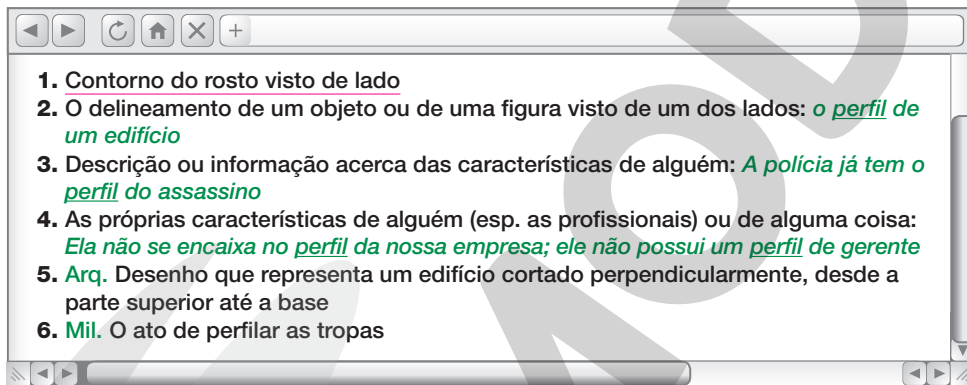 1. Contorno do rosto visto de lado
2. O delineamento de um objeto ou de uma figura visto de um dos lados: o perfil de
um edifício
3. Descrição ou informação acerca das características de alguém: A polícia já tem o
perfil do assassino
4. As próprias características de alguém (esp. as profissionais) ou de alguma coisa:
Ela não se encaixa no perfil da nossa empresa; ele não possui um perfil de gerente
5. Arq. Desenho que representa um edifício cortado perpendicularmente, desde a
parte superior até a base
6. Mil. O ato de perfilar as tropas